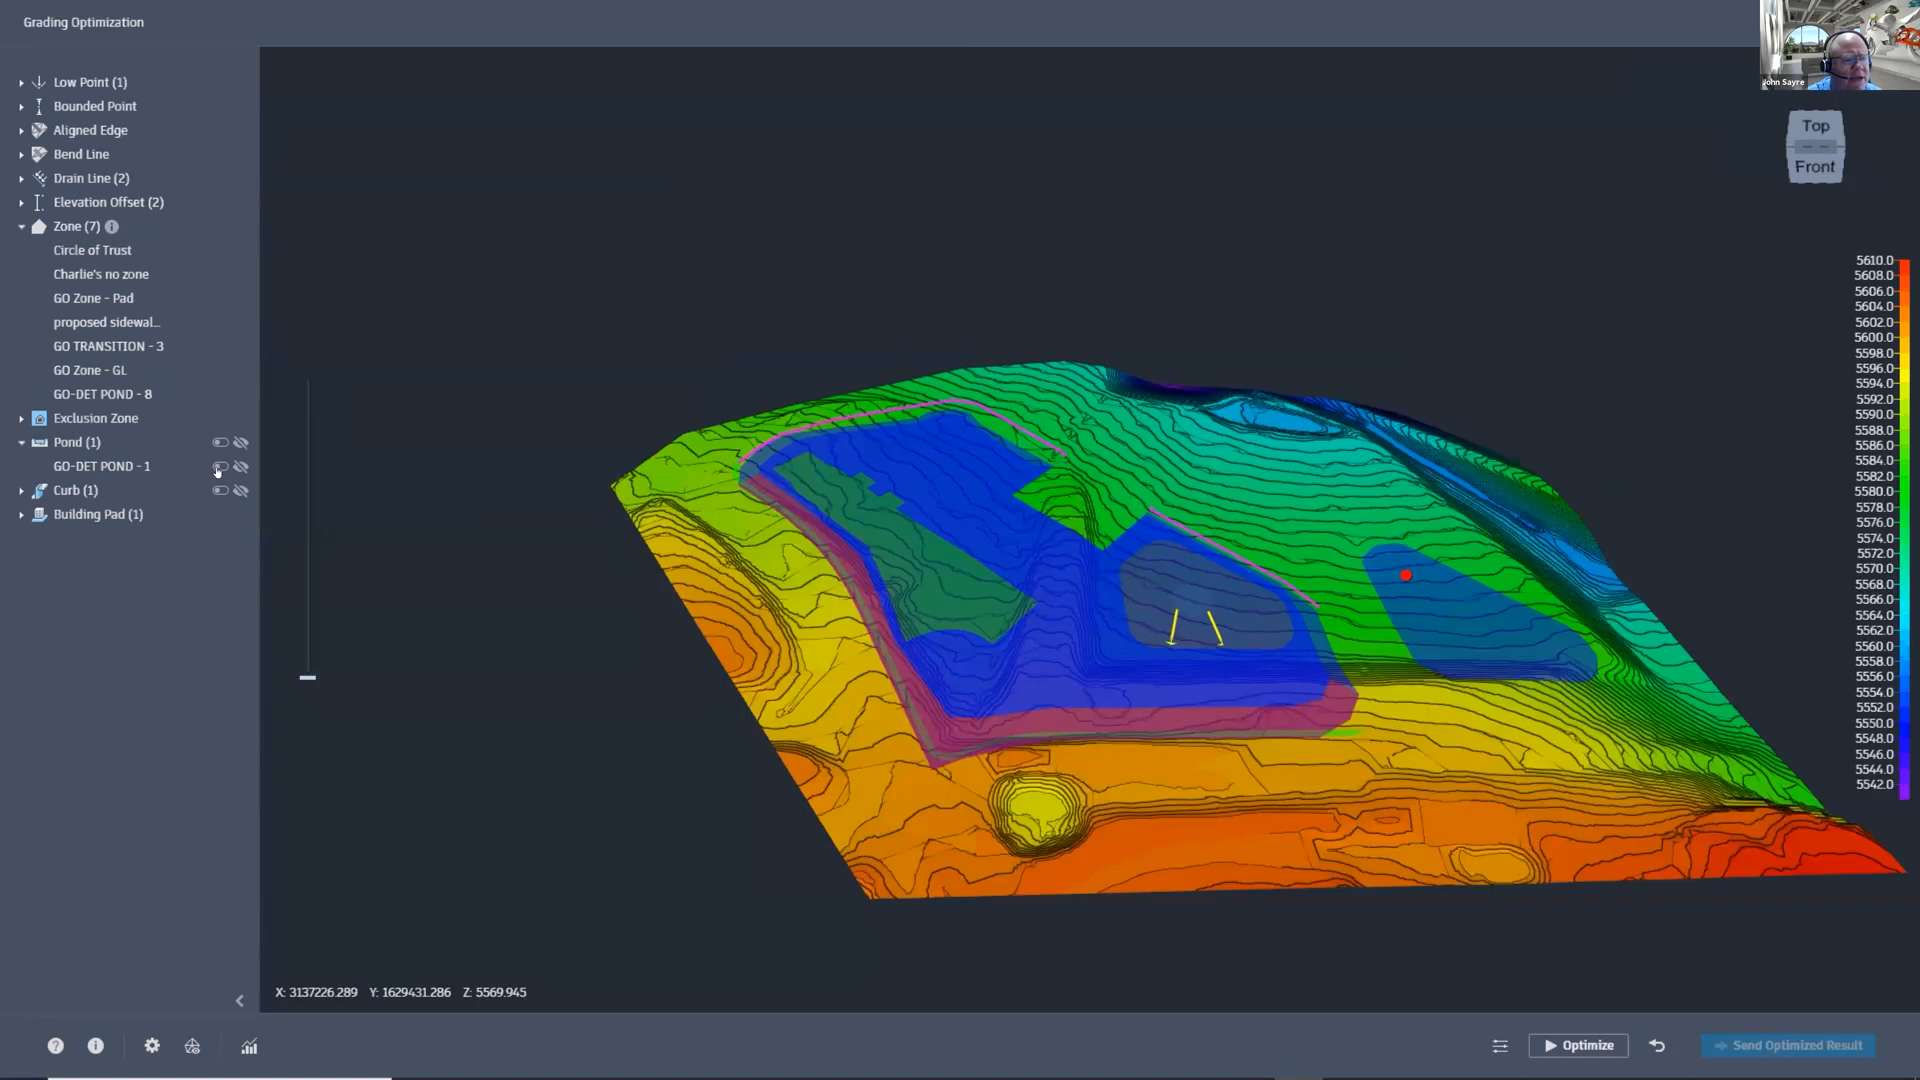 Grading Optimization
John Sayre
Top
Front
Low Point (1)
Bounded Point
Aligned Edge
Bend Line
Drain Line (2)
Elevation Offset (2)
Zone (7)
Circle of Trust
Charlie's no zone
GO Zone - Pad
proposed sidewal...
GO TRANSITION - 3
GO Zone - GL
GO-DET POND - 8
Exclusion Zone
Pond (1)
GO-DET POND - 1
Curb (1)
Building Pad (1)
5610.0
5608.0
5606.0
5604.0
5602.0
5600.0
5598.0
5596.0
5594.0
5592.0
5590.0
5588.0
5586.0
5584.0
5582.0
5580.0
5578.0
5576.0
5574.0
5572.0
5570.0
5568.0
5566.0
5564.0
5562.0
5560.0
5558.0
5556.0
5554.0
5552.0
5550.0
5548.0
5546.0
5544.0
5542.0
X: 3137226.289 Y: 1629431.286 Z: 5569.945
Optimize
Send Optimized Result